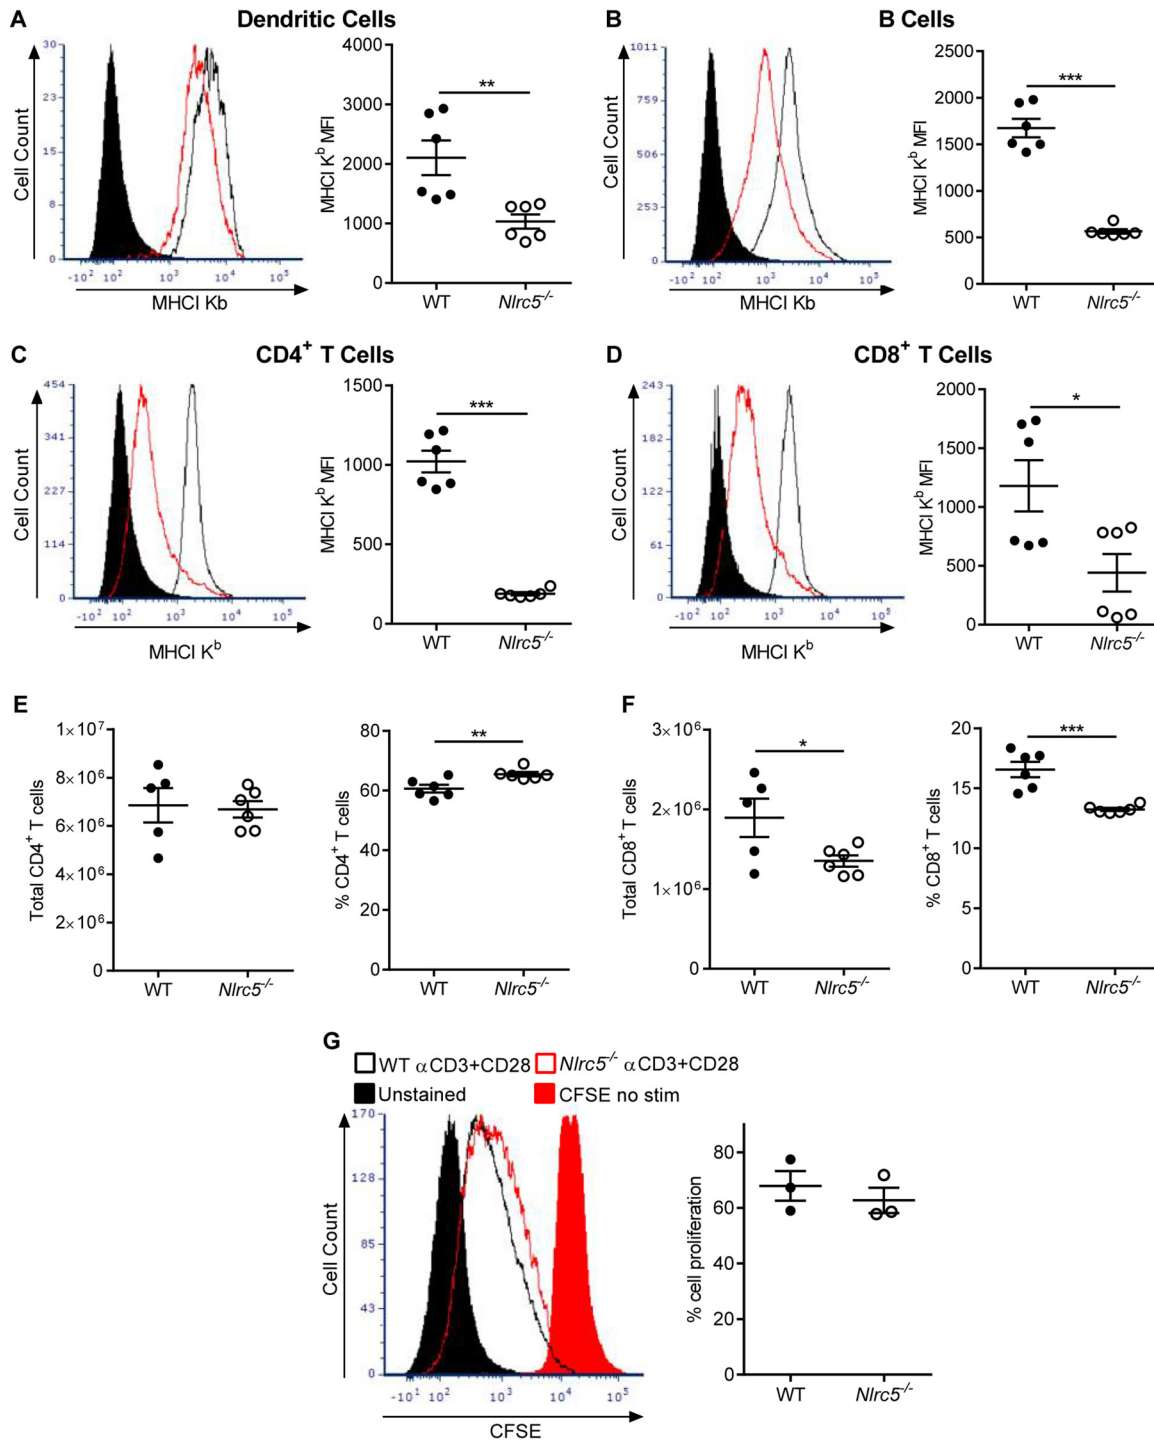 A
Dendritic Cells
30
23
15
8
0
Cell Count
-10² 10² 10³ 10⁴ 10⁵
MHCI Kb
4000
3000
2000
1000
0
MHCI Kᵇ MFI
**
WT Nlrc5⁻/⁻
B
B Cells
1011
759
506
253
0
Cell Count
-10² 10² 10³ 10⁴ 10⁵
MHCI Kb
2500
2000
1500
1000
500
0
MHCI Kᵇ MFI
***
WT Nlrc5⁻/⁻
C
CD4⁺ T Cells
454
341
227
114
0
Cell Count
-10² 10² 10³ 10⁴ 10⁵
MHCI Kᵇ
1500
1000
500
0
MHCI Kᵇ MFI
***
WT Nlrc5⁻/⁻
D
CD8⁺ T Cells
243
182
122
61
0
Cell Count
-10² 10² 10³ 10⁴ 10⁵
MHCI Kᵇ
2000
1500
1000
500
0
MHCI Kᵇ MFI
*
WT Nlrc5⁻/⁻
E
1×10⁷
8×10⁶
6×10⁶
4×10⁶
2×10⁶
0
Total CD4⁺ T cells
WT Nlrc5⁻/⁻
80
60
40
20
0
% CD4⁺ T cells
**
WT Nlrc5⁻/⁻
F
3×10⁶
2×10⁶
1×10⁶
0
Total CD8⁺ T cells
*
WT Nlrc5⁻/⁻
20
15
10
5
0
% CD8⁺ T cells
***
WT Nlrc5⁻/⁻
G
WT αCD3+CD28 Nlrc5⁻/⁻ αCD3+CD28
Unstained CFSE no stim
170
128
85
43
0
Cell Count
-10¹ 10² 10³ 10⁴ 10⁵
CFSE
80
60
40
20
0
% cell proliferation
WT Nlrc5⁻/⁻